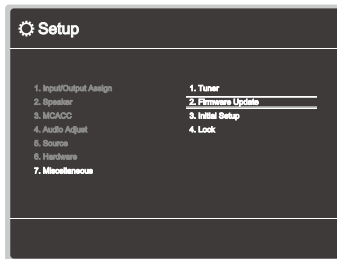 Setup
1. Input/Output Assign
2. Speaker
3. MCACC
4. Audio Adjust
5. Source
6. Hardware
7. Miscellaneous
1. Tuner
2. Firmware Update
3. Initial Setup
4. Lock